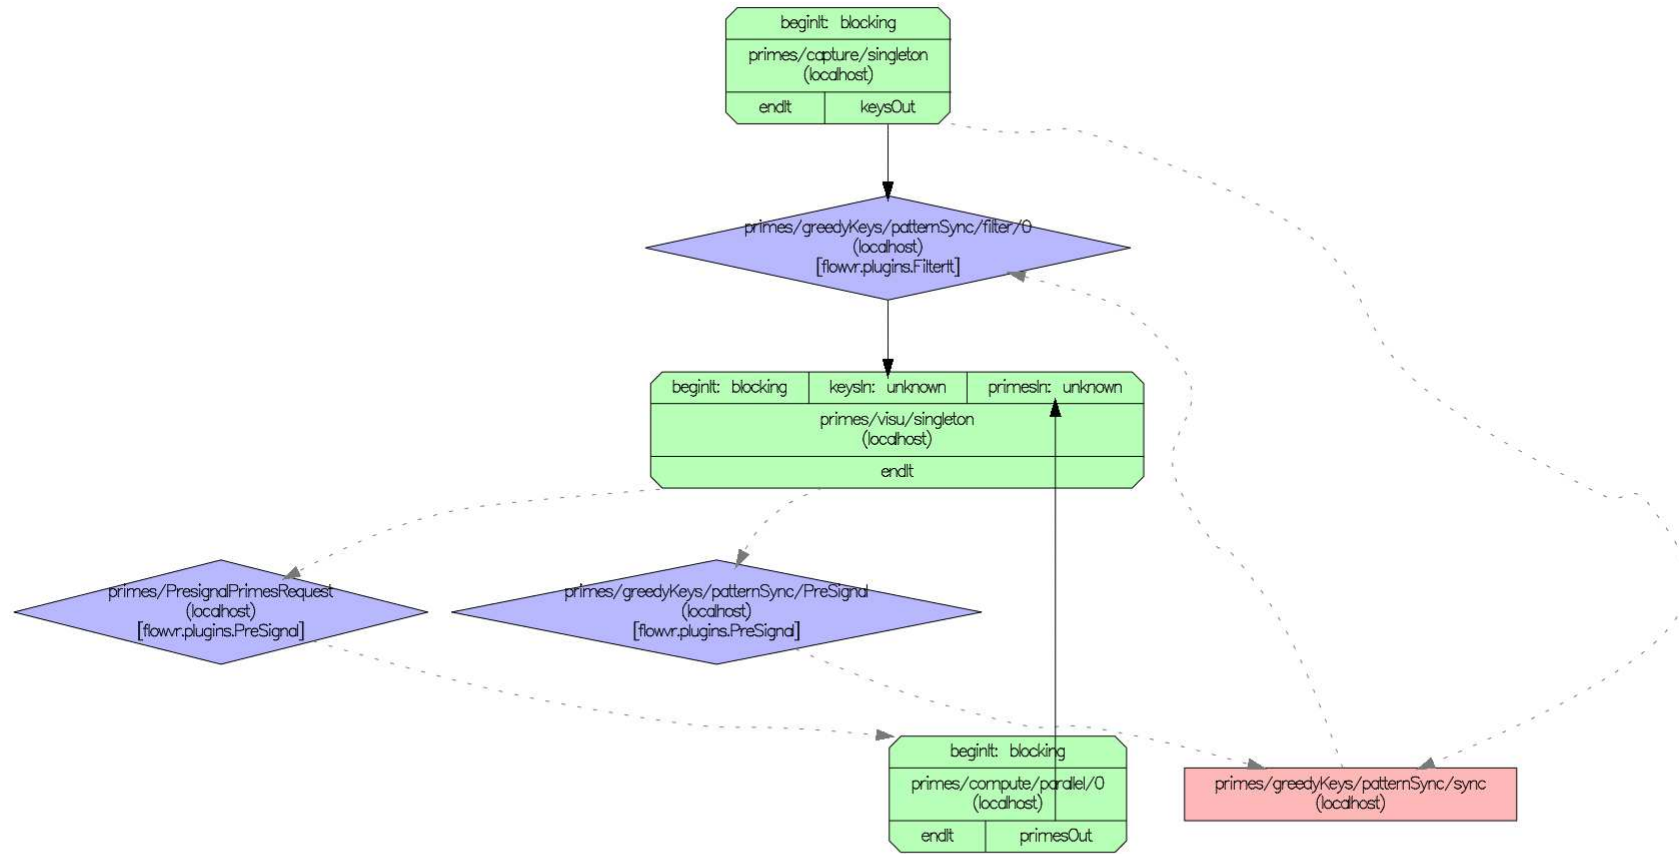 beginIt: blocking
primes/capture/singleton
(localhost)
endIt keysOut
primes/greedyKeys/patternSync/filter/0
(localhost)
[flowvr.plugins.FilterIt]
beginIt: blocking keysIn: unknown primesIn: unknown
primes/visu/singleton
(localhost)
endIt
primes/PresignalPrimesRequest
(localhost)
[flowvr.plugins.PreSignal]
primes/greedyKeys/patternSync/PreSignal
(localhost)
[flowvr.plugins.PreSignal]
beginIt: blocking
primes/compute/parallel/0
(localhost)
endIt primesOut
primes/greedyKeys/patternSync/sync
(localhost)